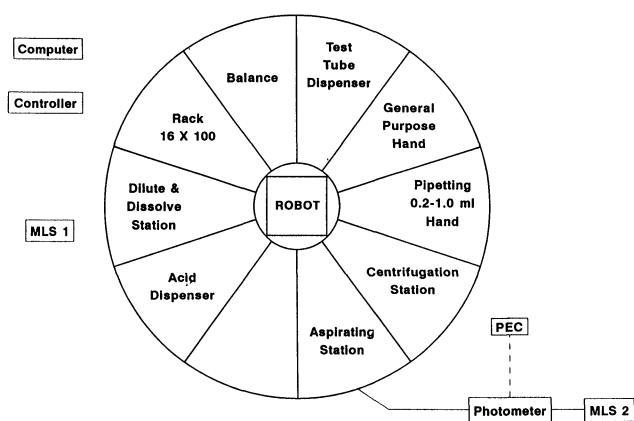 Computer
Controller
MLS 1
Balance
Test
Tube
Dispenser
General
Purpose
Hand
Pipetting
0.2-1.0 ml
Hand
Centrifugation
Station
Aspirating
Station
Acid
Dispenser
Dilute &
Dissolve
Station
Rack
16 X 100
ROBOT
PEC
Photometer
MLS 2